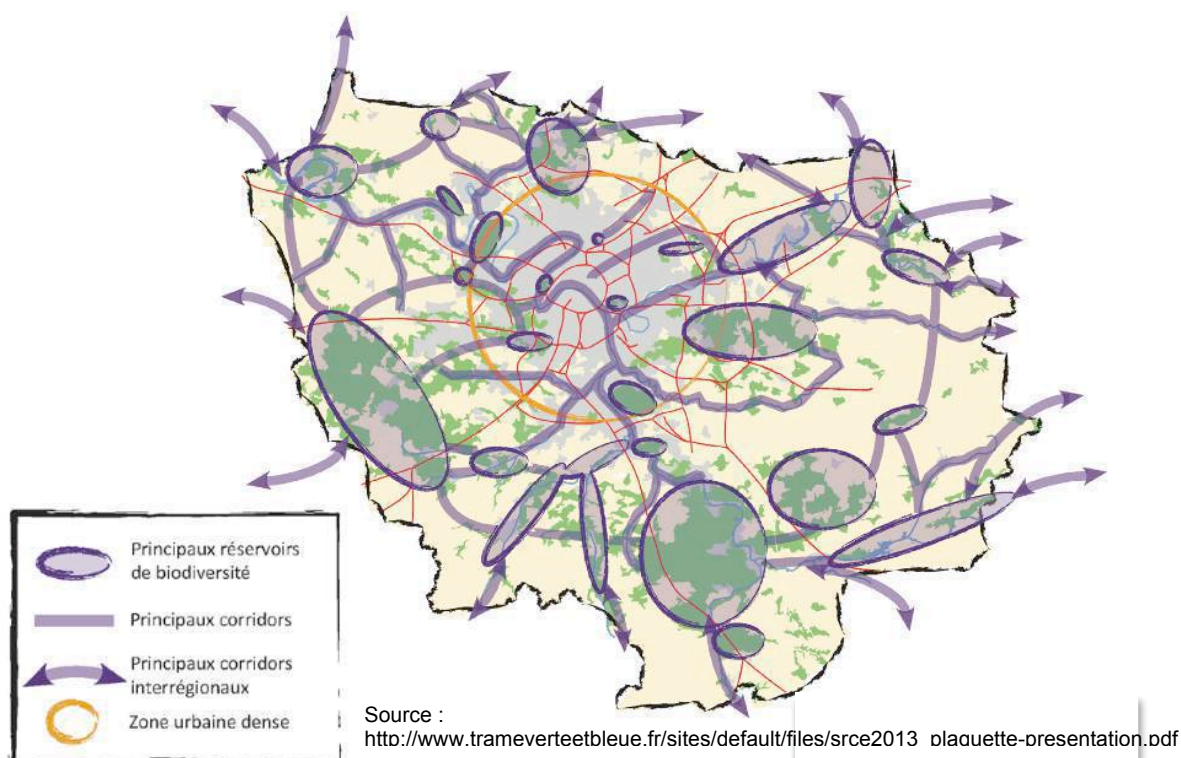 Principaux réservoirs
de biodiversité
Principaux corridors
Principaux corridors
interrégionaux
Zone urbaine dense
Source :
http://www.trameverteetbleue.fr/sites/default/files/srce2013_plaquette-presentation.pdf